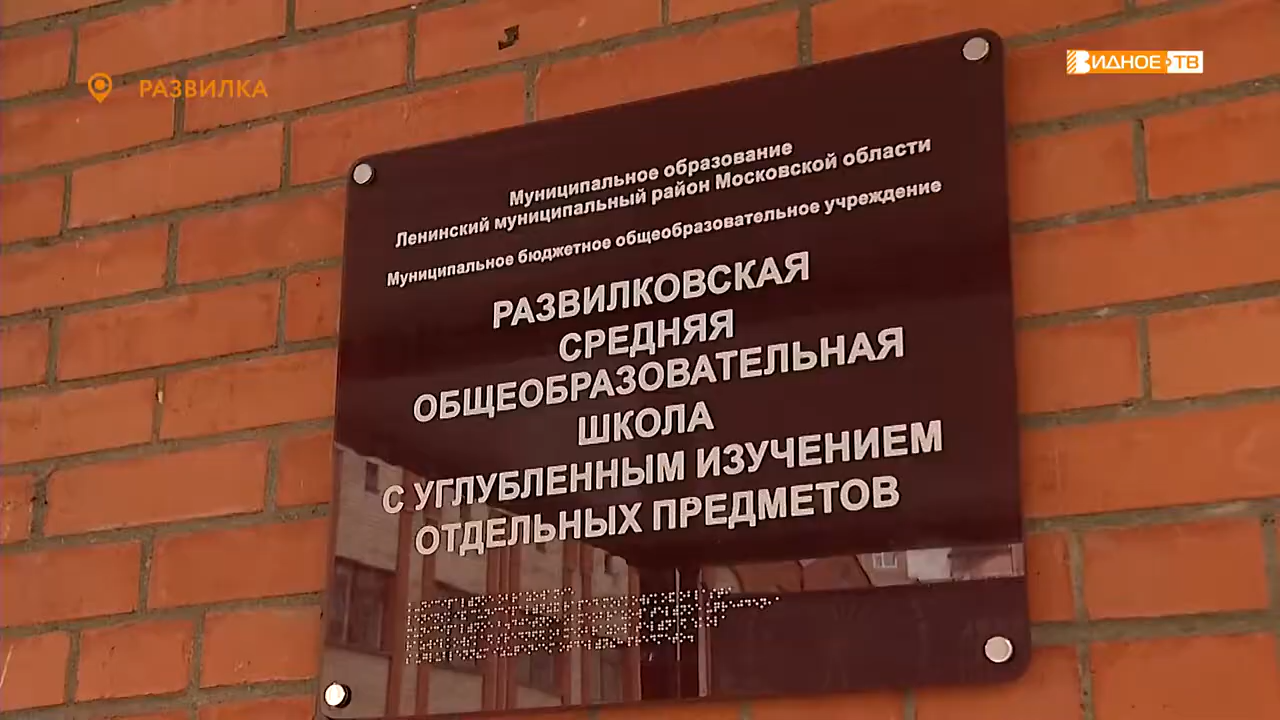 РАЗВИЛКА
ВИДНОЕ ТВ
Муниципальное образование
Ленинский муниципальный район Московской области
Муниципальное бюджетное общеобразовательное учреждение
РАЗВИЛКОВСКАЯ
СРЕДНЯЯ
ОБЩЕОБРАЗОВАТЕЛЬНАЯ
ШКОЛА
С УГЛУБЛЕННЫМ ИЗУЧЕНИЕМ
ОТДЕЛЬНЫХ ПРЕДМЕТОВ